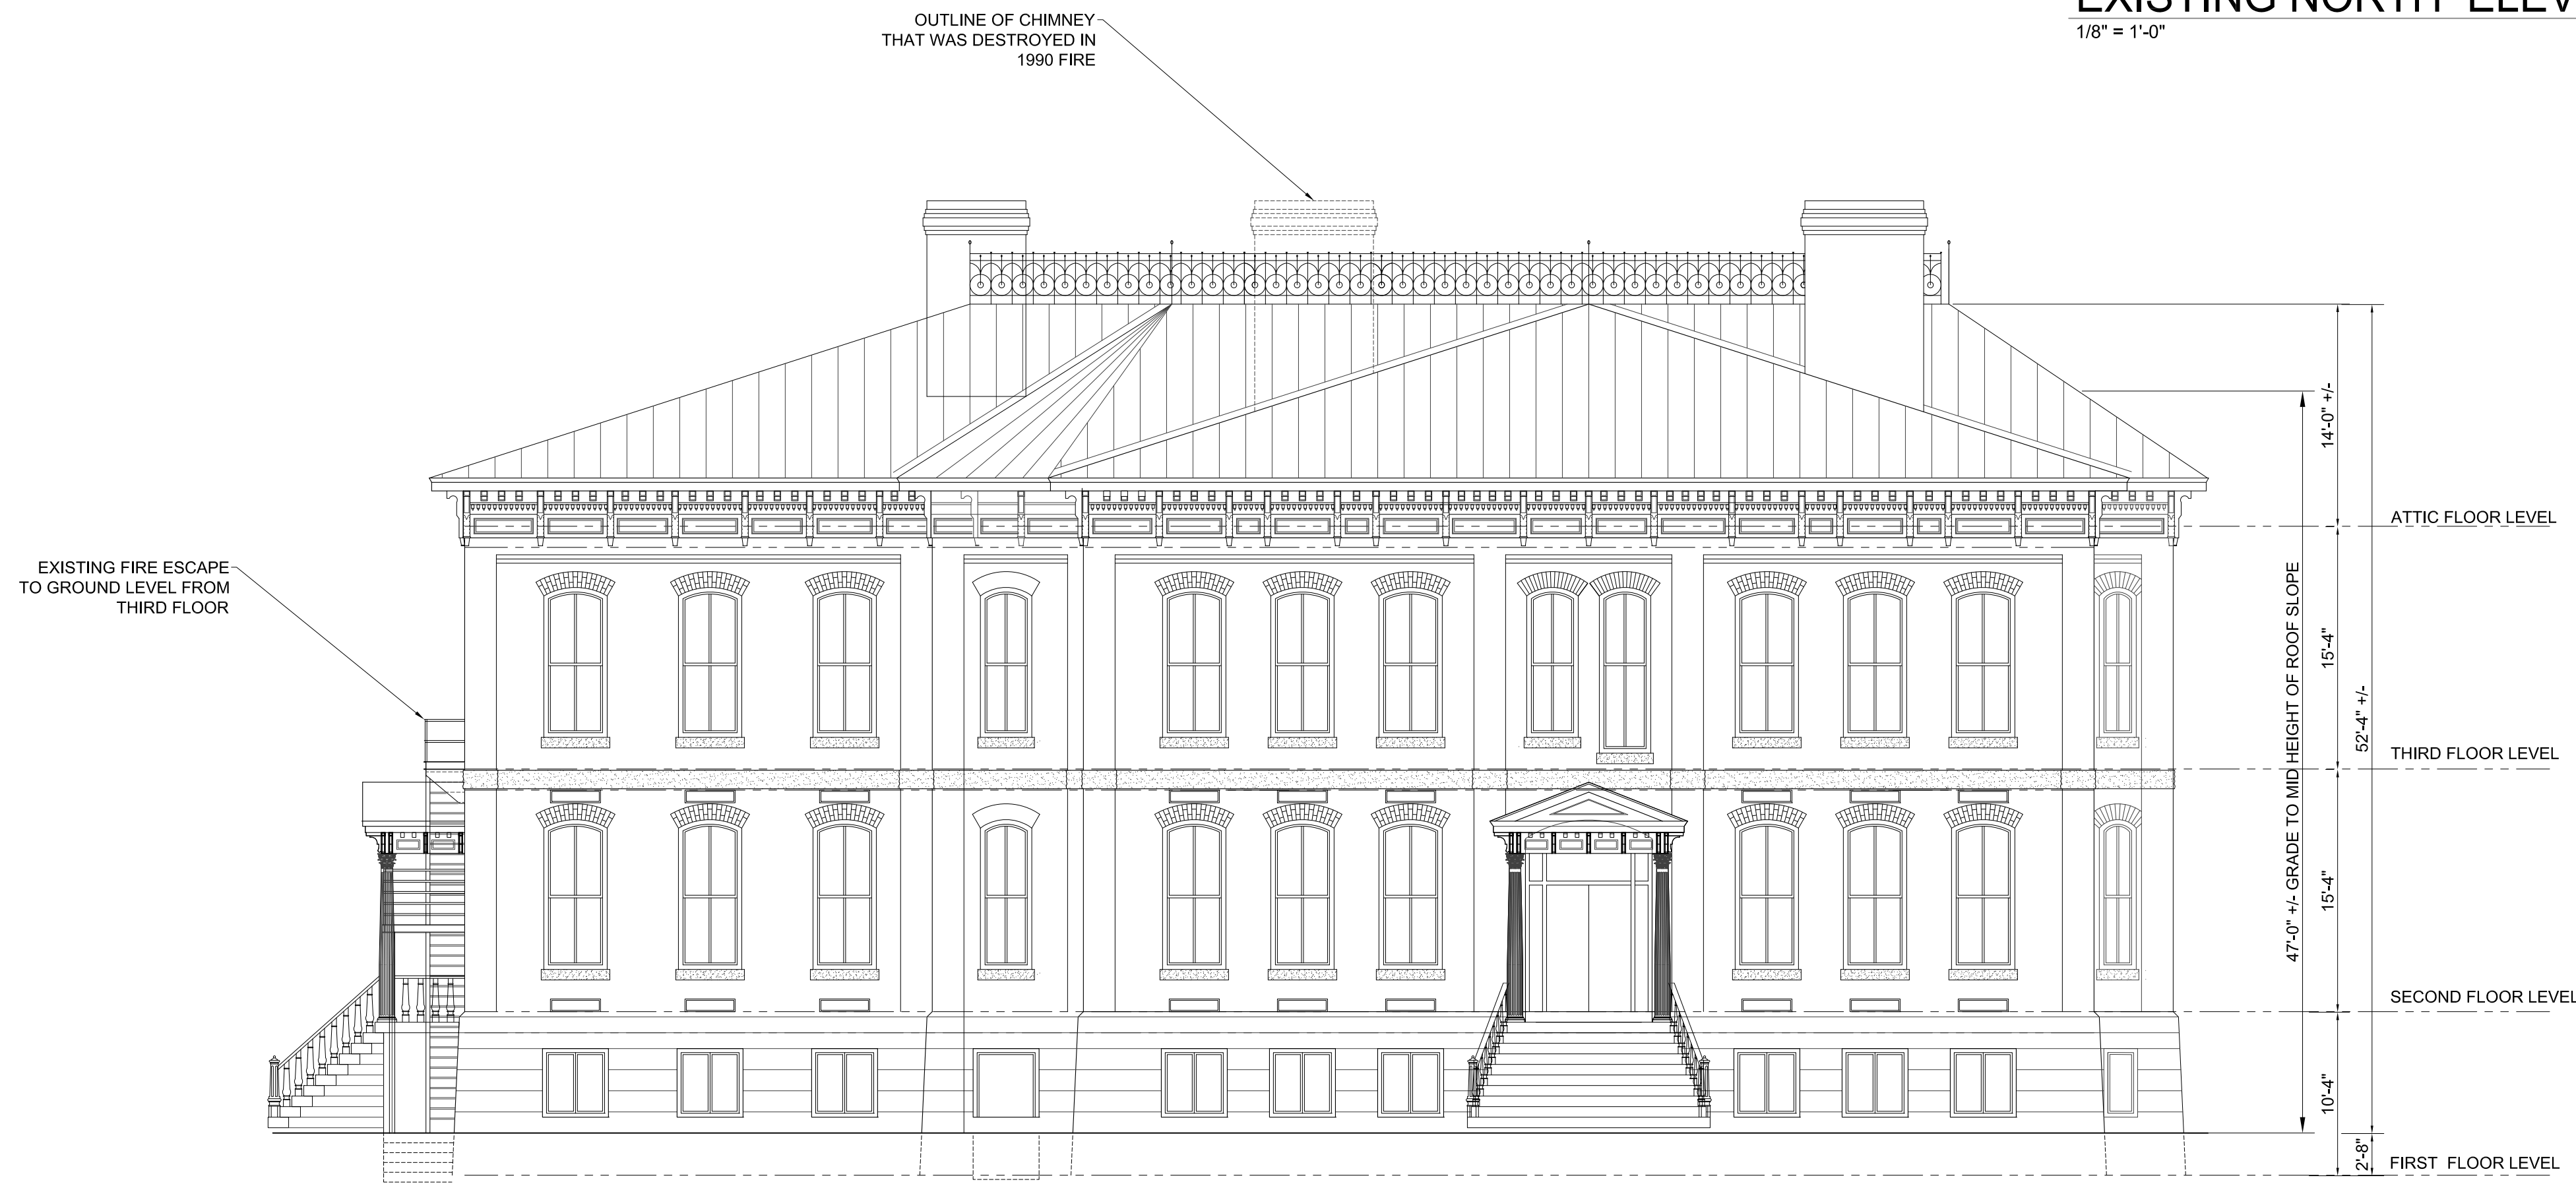 EXISTING NORTH ELEV
1/8" = 1'-0"
OUTLINE OF CHIMNEY
THAT WAS DESTROYED IN
1990 FIRE
EXISTING FIRE ESCAPE
TO GROUND LEVEL FROM
THIRD FLOOR
14'-0" +/-
ATTIC FLOOR LEVEL
15'-4"
47'-0" +/- GRADE TO MID HEIGHT OF ROOF SLOPE
52'-4" +/-
THIRD FLOOR LEVEL
15'-4"
SECOND FLOOR LEVEL
10'-4"
2'-8"
FIRST FLOOR LEVEL